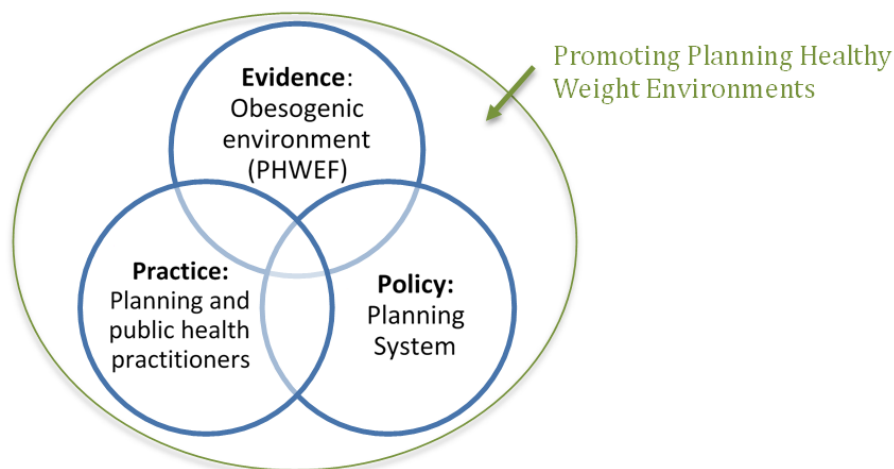 Evidence:
Obesogenic
environment
(PHWEF)
Promoting Planning Healthy
Weight Environments
Practice:
Planning and
public health
practitioners
Policy:
Planning
System